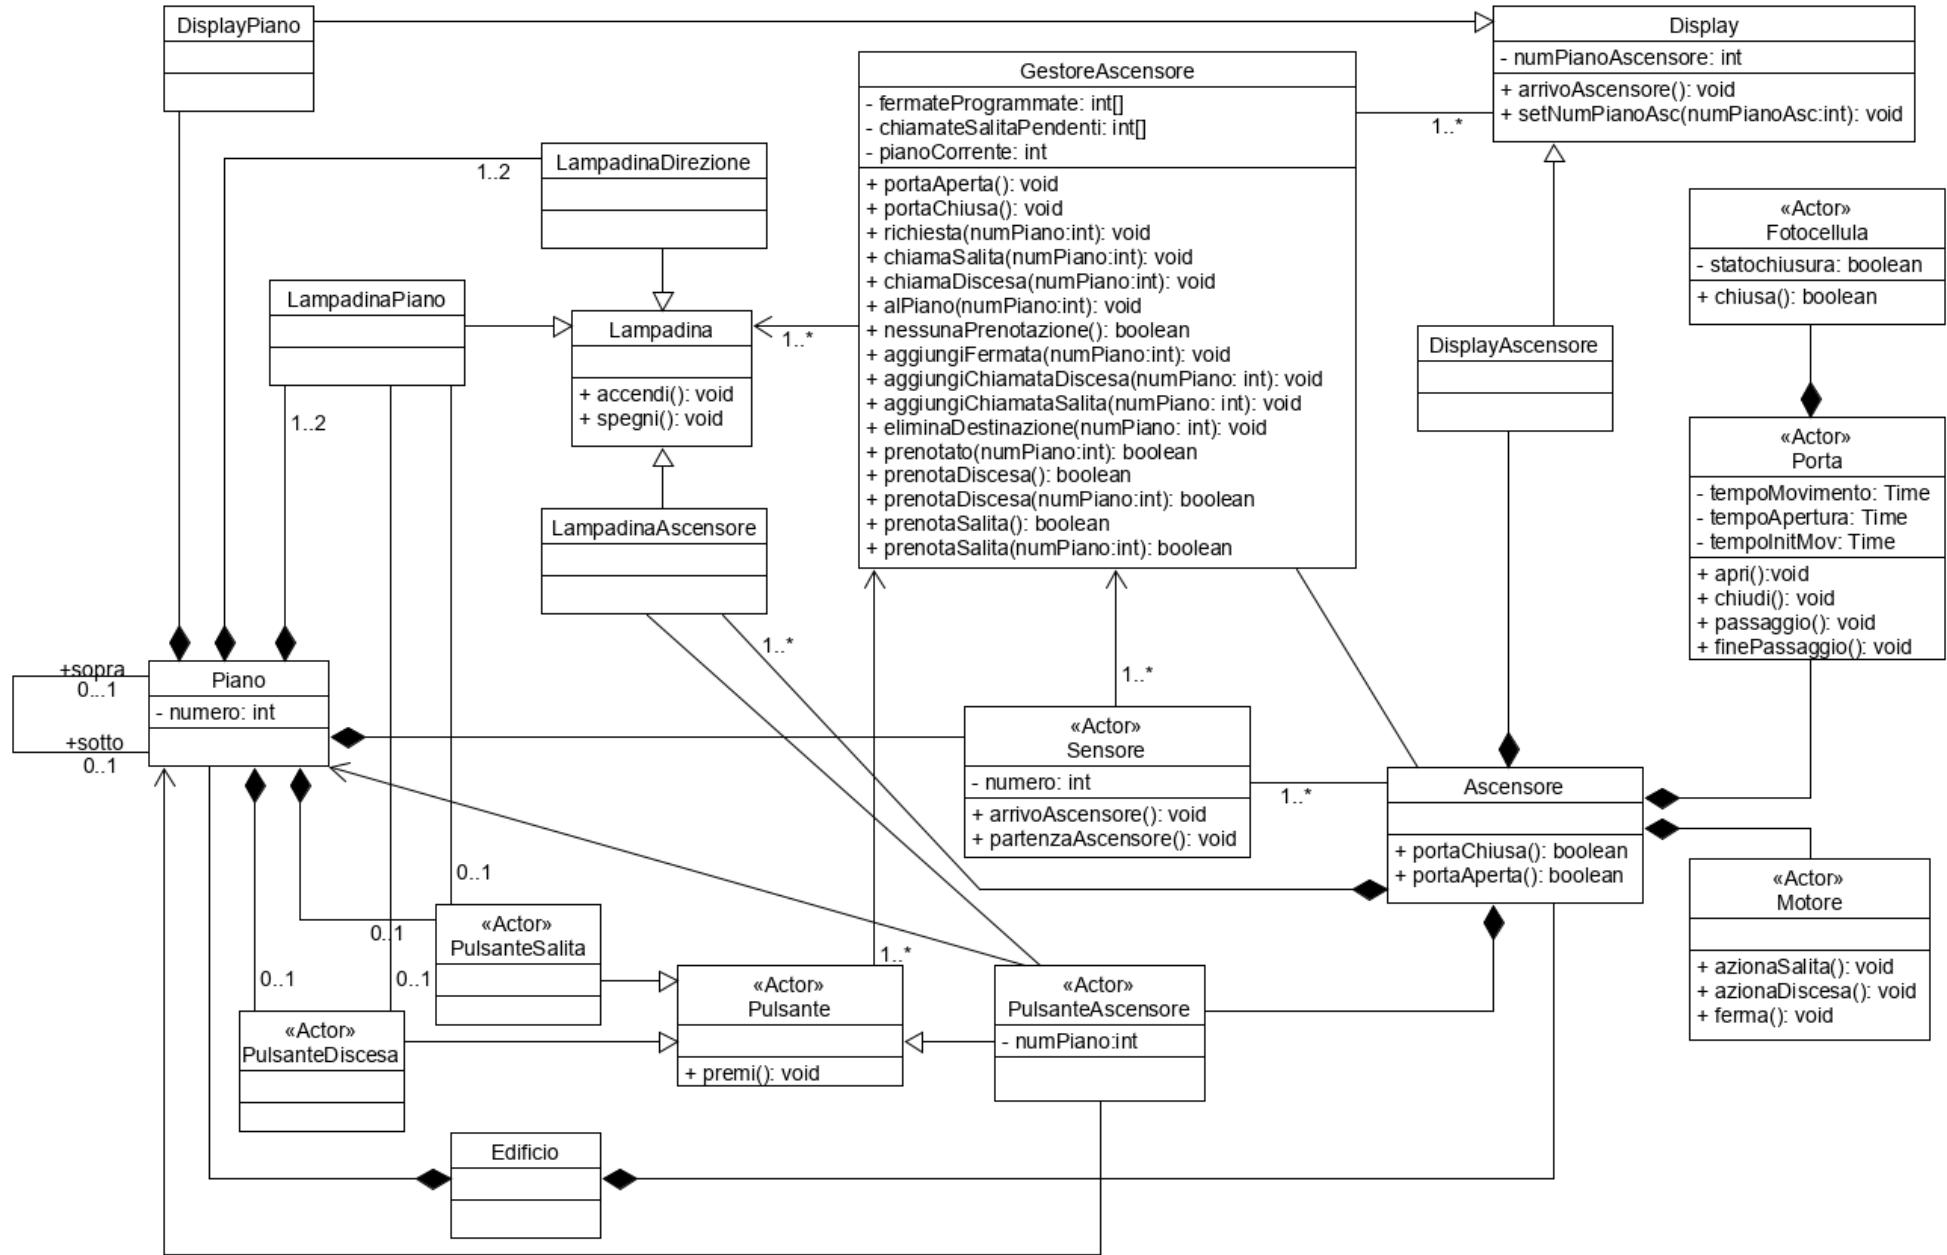 DisplayPiano
Display
- numPianoAscensore: int
+ arrivoAscensore(): void
+ setNumPianoAsc(numPianoAsc:int): void
1..*
GestoreAscensore
- fermateProgrammate: int[]
- chiamateSalitaPendenti: int[]
- pianoCorrente: int
+ portaAperta(): void
+ portaChiusa(): void
+ richiesta(numPiano:int): void
+ chiamaSalita(numPiano:int): void
+ chiamaDiscesa(numPiano:int): void
+ alPiano(numPiano:int): void
+ nessunaPrenotazione(): boolean
+ aggiungiFermata(numPiano:int): void
+ aggiungiChiamataDiscesa(numPiano: int): void
+ aggiungiChiamataSalita(numPiano: int): void
+ eliminaDestinazione(numPiano: int): void
+ prenotato(numPiano:int): boolean
+ prenotaDiscesa(): boolean
+ prenotaDiscesa(numPiano:int): boolean
+ prenotaSalita(): boolean
+ prenotaSalita(numPiano:int): boolean
LampadinaDirezione
1..2
LampadinaPiano
1..2
Lampadina
+ accendi(): void
+ spegni(): void
1..*
LampadinaAscensore
1..*
«Actor»
Fotocellula
- statochiusura: boolean
+ chiusa(): boolean
DisplayAscensore
«Actor»
Porta
- tempoMovimento: Time
- tempoApertura: Time
- tempoInitMov: Time
+ apri():void
+ chiudi(): void
+ passaggio(): void
+ finePassaggio(): void
+sopra
0...1
+sotto
0..1
Piano
- numero: int
1..*
«Actor»
Sensore
- numero: int
+ arrivoAscensore(): void
+ partenzaAscensore(): void
1..*
Ascensore
+ portaChiusa(): boolean
+ portaAperta(): boolean
«Actor»
Motore
+ azionaSalita(): void
+ azionaDiscesa(): void
+ ferma(): void
0..1
0..1
«Actor»
PulsanteSalita
0..1
0..1
«Actor»
PulsanteDiscesa
1..*
«Actor»
Pulsante
+ premi(): void
«Actor»
PulsanteAscensore
- numPiano:int
Edificio